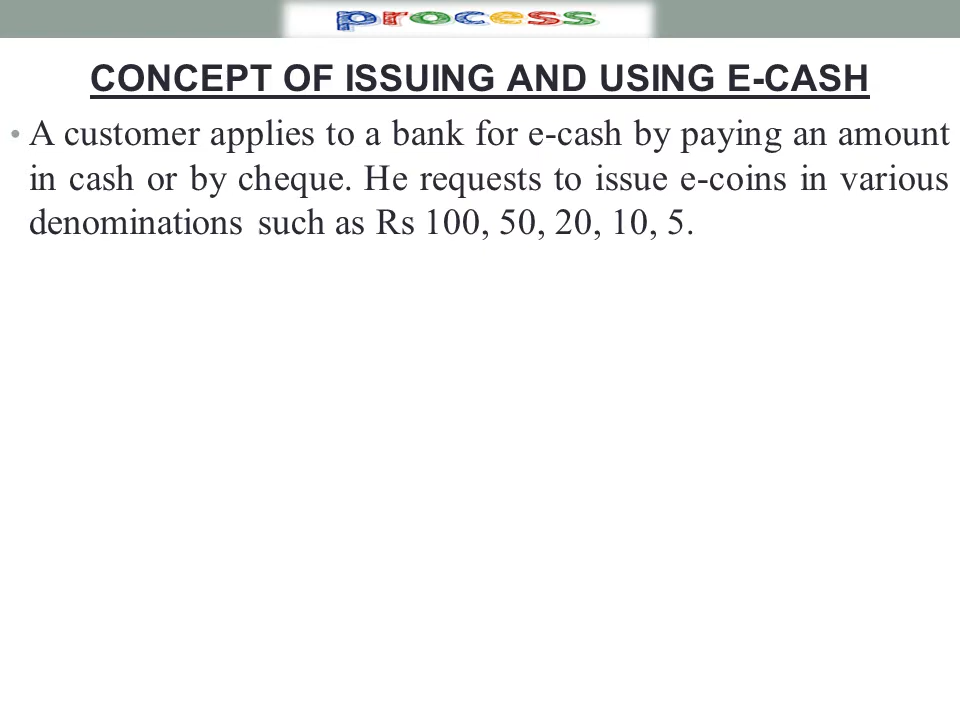 process
CONCEPT OF ISSUING AND USING E-CASH
• A customer applies to a bank for e-cash by paying an amount
in cash or by cheque. He requests to issue e-coins in various
denominations such as Rs 100, 50, 20, 10, 5.